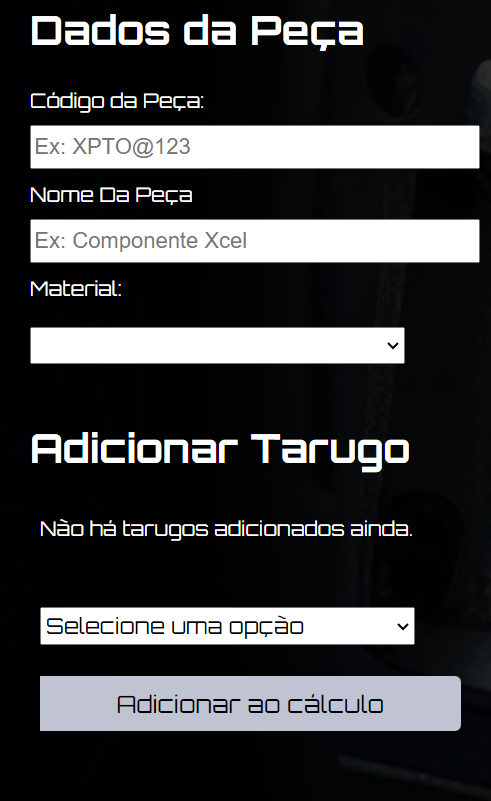 Dados da Peça
Código da Peça:
Ex: XPTO@123
Nome Da Peça
Ex: Componente Xcel
Material:
Adicionar Tarugo
Não há tarugos adicionados ainda.
Selecione uma opção
Adicionar ao cálculo